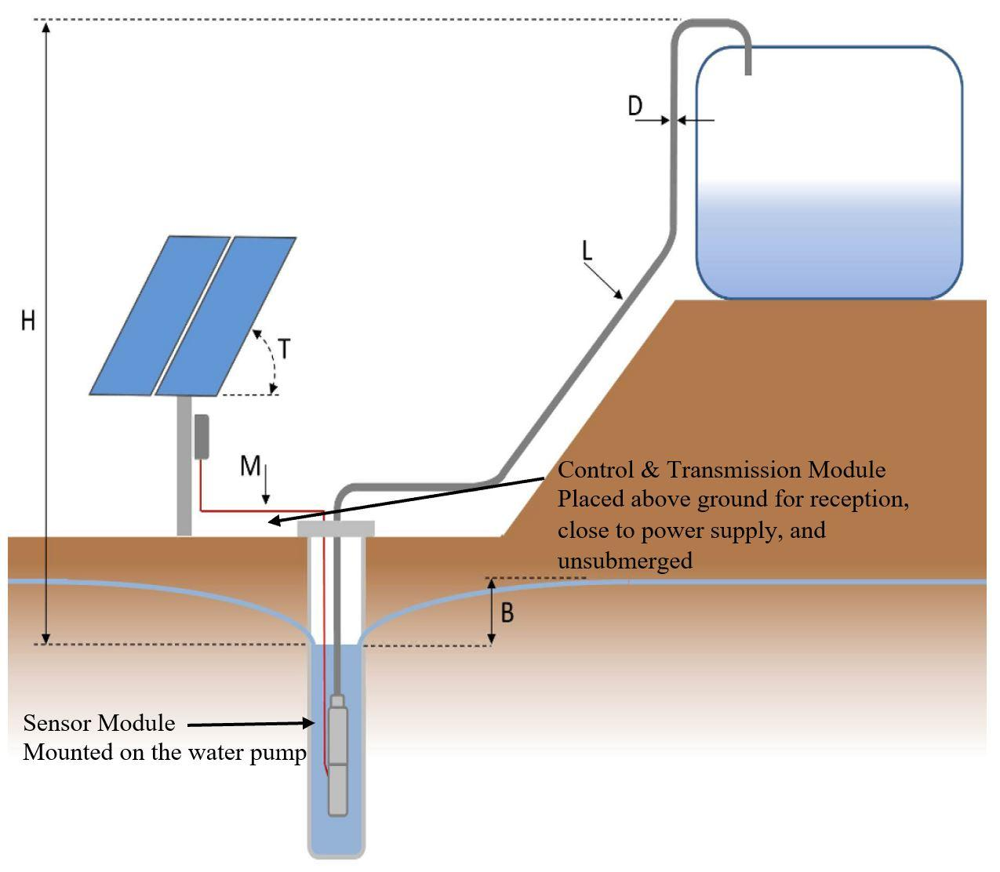 D
L
H
T
M
Control & Transmission Module
Placed above ground for reception,
close to power supply, and
unsubmerged
B
Sensor Module
Mounted on the water pump